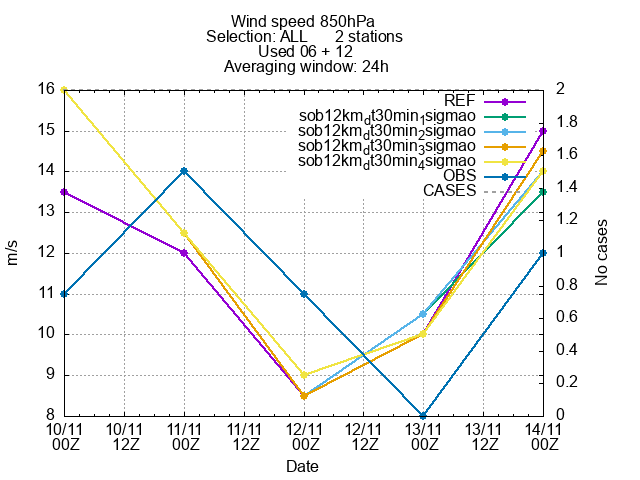 Wind speed 850hPa
Selection: ALL 2 stations
Used 06 + 12
Averaging window: 24h
16
15
14
13
12
11
10
9
8
m/s
REF
sob12km_dt30min_1sigmao
sob12km_dt30min_2sigmao
sob12km_dt30min_3sigmao
sob12km_dt30min_4sigmao
OBS
CASES
2
1.8
1.6
1.4
1.2
1
0.8
0.6
0.4
0.2
0
No cases
10/11 10/11 11/11 11/11 12/11 12/11 13/11 13/11 14/11
00Z 12Z 00Z 12Z 00Z 12Z 00Z 12Z 00Z
Date